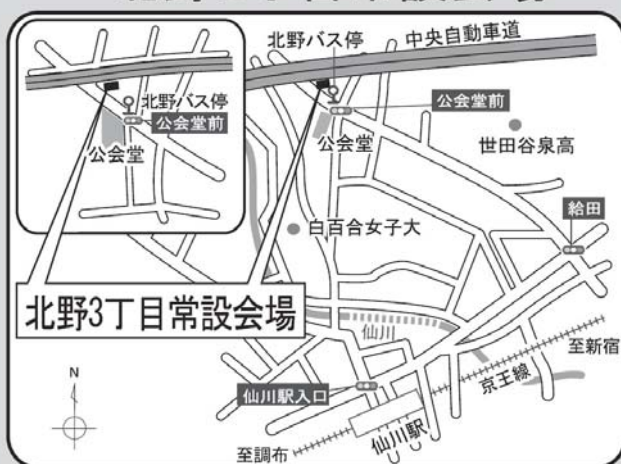 北野バス停
公会堂前
公会堂
北野バス停
中央自動車道
公会堂前
公会堂
世田谷泉高
白百合女子大
給田
北野3丁目常設会場
仙川
至新宿
京王線
仙川駅入口
仙川駅
至調布
N